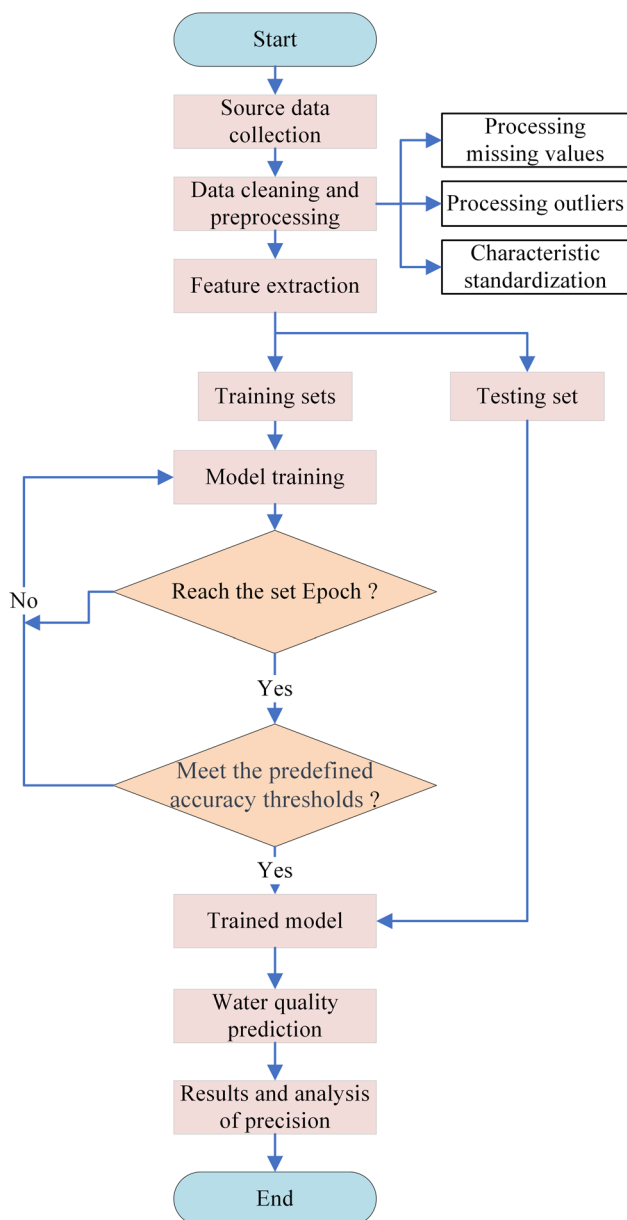 Start
Source data
collection
Processing
missing values
Data cleaning and
preprocessing
Processing outliers
Characteristic
standardization
Feature extraction
Training sets
Testing set
Model training
Reach the set Epoch ?
No
Yes
Meet the predefined
accuracy thresholds ?
Yes
Trained model
Water quality
prediction
Results and analysis
of precision
End